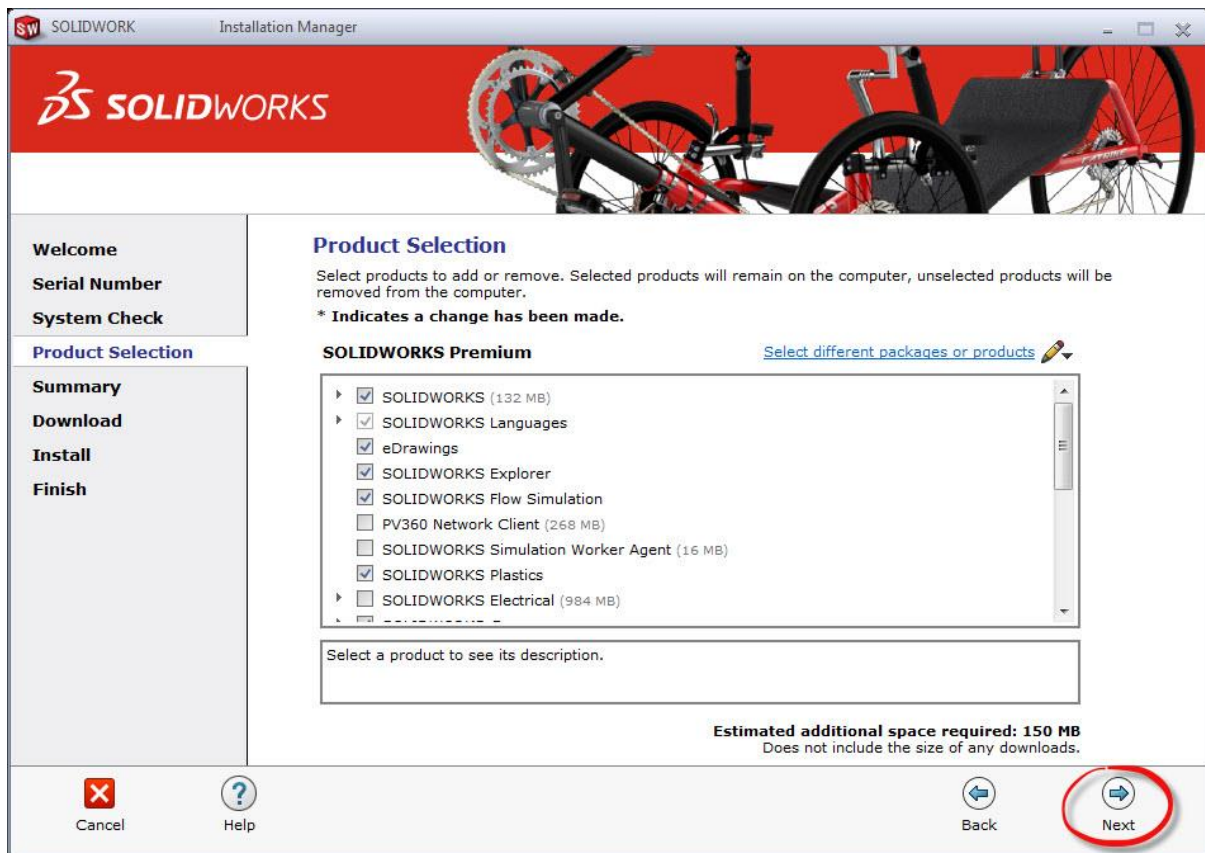 SW SOLIDWORK Installation Manager
3DS SOLIDWORKS
CATRIKE
Welcome
Serial Number
System Check
Product Selection
Summary
Download
Install
Finish
Product Selection
Select products to add or remove. Selected products will remain on the computer, unselected products will be
removed from the computer.
* Indicates a change has been made.
SOLIDWORKS Premium Select different packages or products
SOLIDWORKS (132 MB)
SOLIDWORKS Languages
eDrawings
SOLIDWORKS Explorer
SOLIDWORKS Flow Simulation
PV360 Network Client (268 MB)
SOLIDWORKS Simulation Worker Agent (16 MB)
SOLIDWORKS Plastics
SOLIDWORKS Electrical (984 MB)
Select a product to see its description.
Estimated additional space required: 150 MB
Does not include the size of any downloads.
Cancel Help Back Next